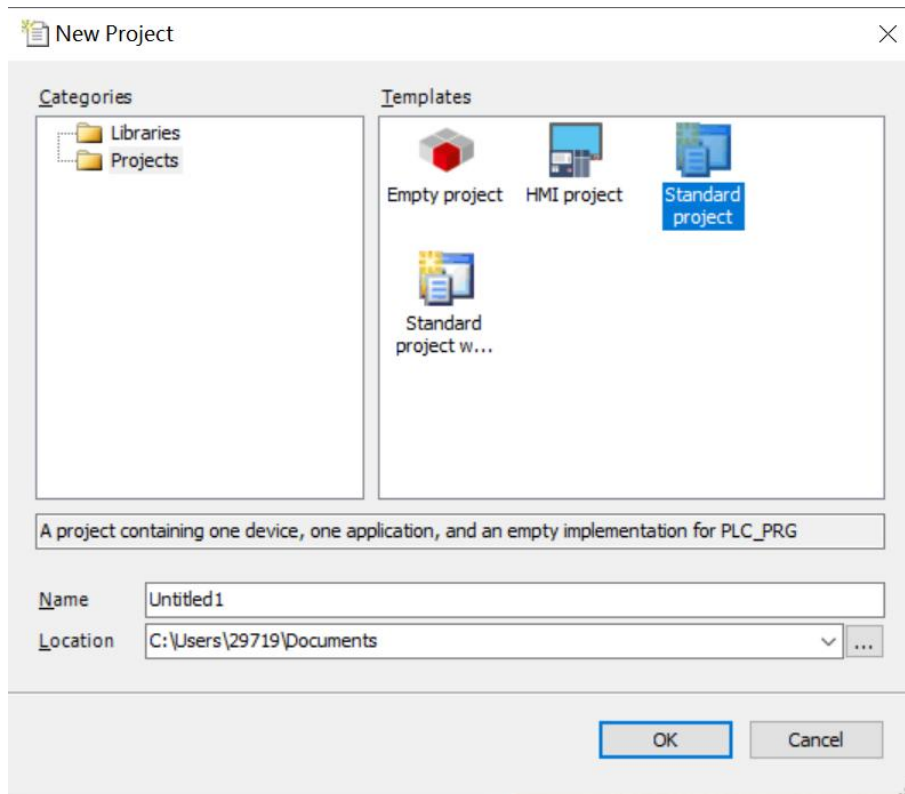 New Project
Categories
Libraries
Projects
Templates
Empty project
HMI project
Standard
project
Standard
project w...
A project containing one device, one application, and an empty implementation for PLC_PRG
Name
Untitled1
Location
C:\Users\29719\Documents
...
OK
Cancel